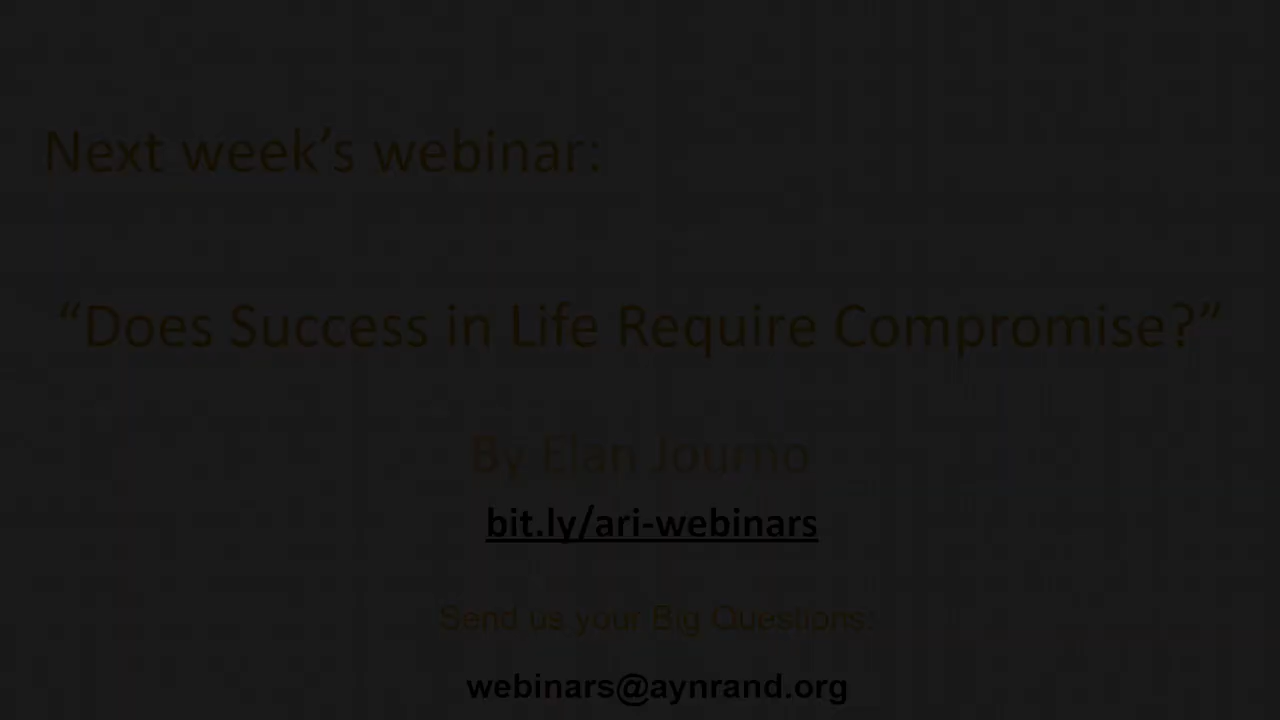 Next week’s webinar:
“Does Success in Life Require Compromise?”
By Elan Journo
bit.ly/ari-webinars
Send us your Big Questions:
webinars@aynrand.org